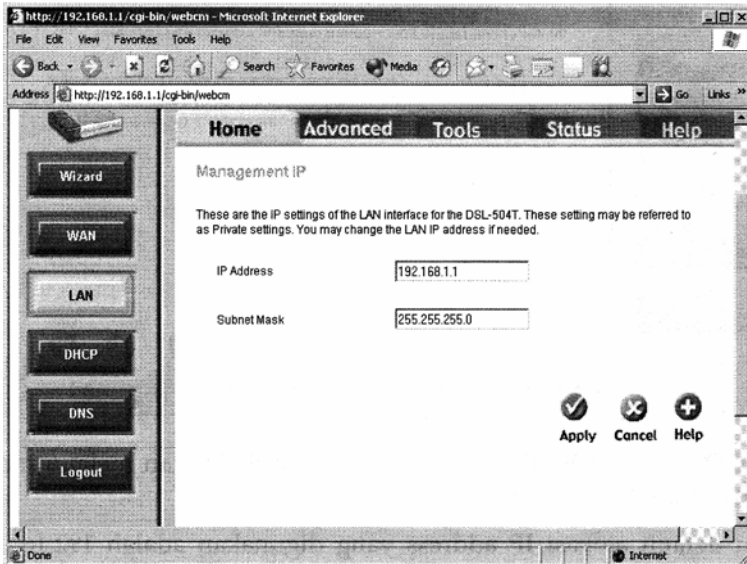 http://192.168.1.1/cgi-bin/webcm - Microsoft Internet Explorer
File Edit View Favorites Tools Help
Back Search Favorites Media
Address http://192.168.1.1/cgi-bin/webcm Go Links »
Home Advanced Tools Status Help
Wizard
WAN
LAN
DHCP
DNS
Logout
Management IP
These are the IP settings of the LAN interface for the DSL-504T. These setting may be referred to
as Private settings. You may change the LAN IP address if needed.
IP Address 192.168.1.1
Subnet Mask 255.255.255.0
Apply Cancel Help
Done Internet